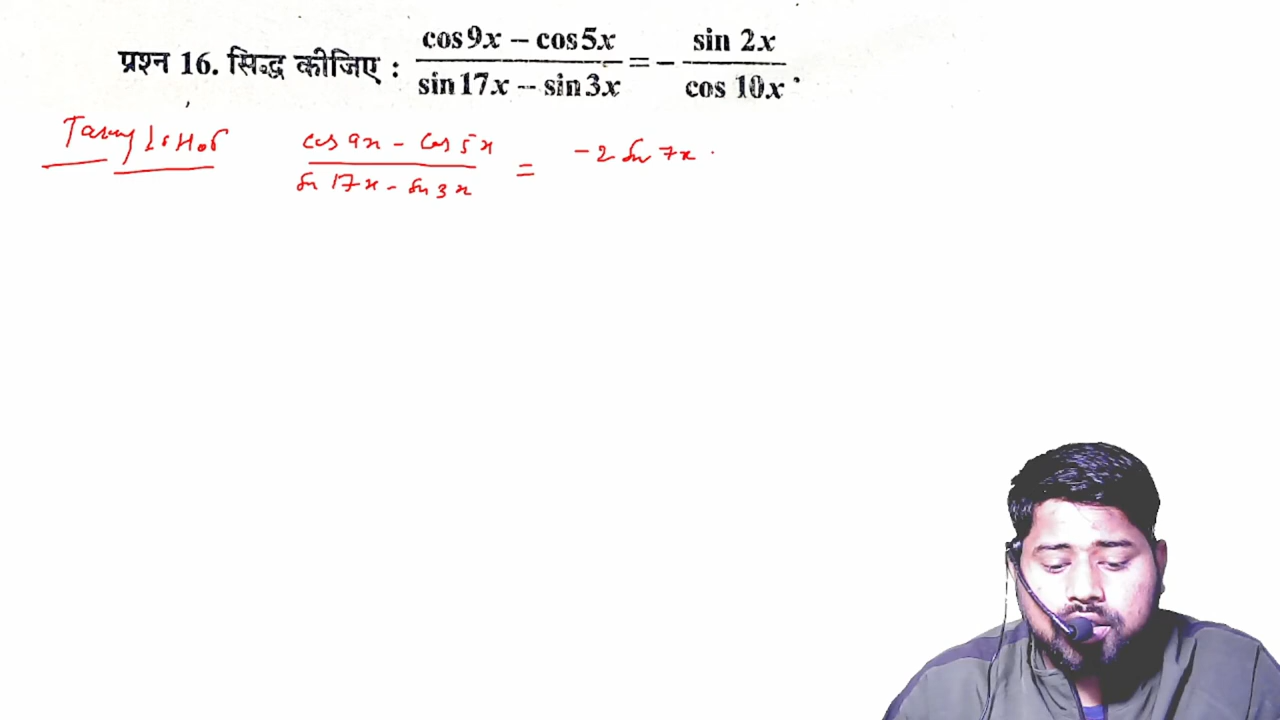 प्रश्न 16. सिद्ध कीजिए : (cos 9x – cos 5x)/(sin 17x -- sin 3x) = – (sin 2x)/(cos 10x) .
Taking L.H.S (cos 9x - cos 5x)/(sin 17x - sin 3x) = -2 sin 7x .